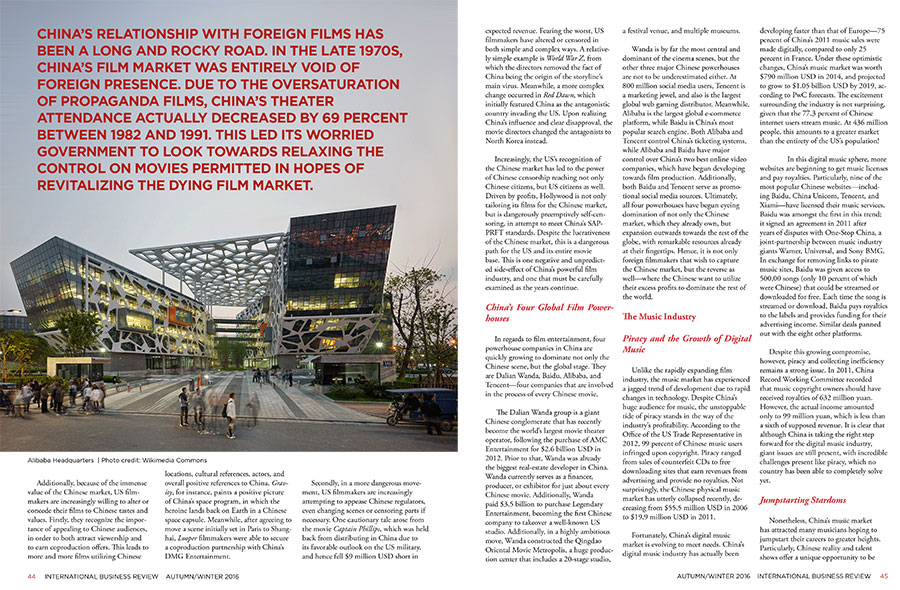 CHINA'S RELATIONSHIP WITH FOREIGN FILMS HAS
BEEN A LONG AND ROCKY ROAD. IN THE LATE 1970S,
CHINA'S FILM MARKET WAS ENTIRELY VOID OF
FOREIGN PRESENCE. DUE TO THE OVERSATURATION
OF PROPAGANDA FILMS, CHINA'S THEATER
ATTENDANCE ACTUALLY DECREASED BY 69 PERCENT
BETWEEN 1982 AND 1991. THIS LED ITS WORRIED
GOVERNMENT TO LOOK TOWARDS RELAXING THE
CONTROL ON MOVIES PERMITTED IN HOPES OF
REVITALIZING THE DYING FILM MARKET.
Alibaba Headquarters | Photo credit: Wikimedia Commons
Additionally, because of the immense
value of the Chinese market, US film-
makers are increasingly willing to alter or
concede their films to Chinese tastes and
values. Firstly, they recognize the impor-
tance of appealing to Chinese audiences,
in order to both attract viewership and
to earn coproduction offers. This leads to
more and more films utilizing Chinese
locations, cultural references, actors, and
overall positive references to China. Grav-
ity, for instance, paints a positive picture
of China's space program, in which the
heroine lands back on Earth in a Chinese
space capsule. Meanwhile, after agreeing to
move a scene initially set in Paris to Shang-
hai, Looper filmmakers were able to secure
a coproduction partnership with China's
DMG Entertainment.
Secondly, in a more dangerous move-
ment, US filmmakers are increasingly
attempting to appease Chinese regulators,
even changing scenes or censoring parts if
necessary. One cautionary tale arose from
the movie Captain Phillips, which was held
back from distributing in China due to
its favorable outlook on the US military,
and hence fell $9 million USD short in
44 INTERNATIONAL BUSINESS REVIEW AUTUMN/WINTER 2016
expected revenue. Fearing the worst, US
filmmakers have altered or censored in
both simple and complex ways. A relative-
ly simple example is World War Z, from
which the directors removed the fact of
China being the origin of the storyline's
main virus. Meanwhile, a more complex
change occurred in Red Dawn, which
initially featured China as the antagonistic
country invading the US. Upon realizing
China's influence and clear disapproval, the
movie directors changed the antagonists to
North Korea instead.
Increasingly, the US's recognition of
the Chinese market has led to the power
of Chinese censorship reaching not only
Chinese citizens, but US citizens as well.
Driven by profits, Hollywood is not only
tailoring its films for the Chinese market,
but is dangerously preemptively self-cen-
soring, in attempt to meet China's SAP-
PRFT standards. Despite the lucrativeness
of the Chinese market, this is a dangerous
path for the US and its entire movie
base. This is one negative and unpredict-
ed side-effect of China's powerful film
industry, and one that must be carefully
examined as the years continue.
China's Four Global Film Power-
houses
In regards to film entertainment, four
powerhouse companies in China are
quickly growing to dominate not only the
Chinese scene, but the global stage. They
are Dalian Wanda, Baidu, Alibaba, and
Tencent—four companies that are involved
in the process of every Chinese movie.
The Dalian Wanda group is a giant
Chinese conglomerate that has recently
become the world's largest movie theater
operator, following the purchase of AMC
Entertainment for $2.6 billion USD in
2012. Prior to that, Wanda was already
the biggest real-estate developer in China.
Wanda currently serves as a financer,
producer, or exhibitor for just about every
Chinese movie. Additionally, Wanda
paid $3.5 billion to purchase Legendary
Entertainment, becoming the first Chinese
company to takeover a well-known US
studio. Additionally, in a highly ambitious
move, Wanda constructed the Qingdao
Oriental Movie Metropolis, a huge produc-
tion center that includes a 20-stage studio,
a festival venue, and multiple museums.
Wanda is by far the most central and
dominant of the cinema scenes, but the
other three major Chinese powerhouses
are not to be underestimated either. At
800 million social media users, Tencent is
a marketing jewel, and also is the largest
global web gaming distributor. Meanwhile,
Alibaba is the largest global e-commerce
platform, while Baidu is China's most
popular search engine. Both Alibaba and
Tencent control China's ticketing systems,
while Alibaba and Baidu have major
control over China's two best online video
companies, which have begun developing
towards film production. Additionally,
both Baidu and Tencent serve as promo-
tional social media sources. Ultimately,
all four powerhouses have begun eyeing
domination of not only the Chinese
market, which they already own, but
expansion outwards towards the rest of the
globe, with remarkable resources already
at their fingertips. Hence, it is not only
foreign filmmakers that wish to capture
the Chinese market, but the reverse as
well—where the Chinese want to utilize
their excess profits to dominate the rest of
the world.
The Music Industry
Piracy and the Growth of Digital
Music
Unlike the rapidly expanding film
industry, the music market has experienced
a jagged trend of development due to rapid
changes in technology. Despite China's
huge audience for music, the unstoppable
tide of piracy stands in the way of the
industry's profitability. According to the
Office of the US Trade Representative in
2012, 99 percent of Chinese music users
infringed upon copyright. Piracy ranged
from sales of counterfeit CDs to free
downloading sites that earn revenues from
advertising and provide no royalties. Not
surprisingly, the Chinese physical music
market has utterly collapsed recently, de-
creasing from $55.5 million USD in 2006
to $19.9 million USD in 2011.
Fortunately, China's digital music
market is evolving to meet needs. China's
digital music industry has actually been
developing faster than that of Europe—75
percent of China's 2011 music sales were
made digitally, compared to only 25
percent in France. Under these optimistic
changes, China's music market was worth
$790 million USD in 2014, and projected
to grow to $1.05 billion USD by 2019, ac-
cording to PwC forecasts. The excitement
surrounding the industry is not surprising,
given that the 77.3 percent of Chinese
internet users stream music. At 436 million
people, this amounts to a greater market
than the entirety of the US's population!
In this digital music sphere, more
websites are beginning to get music licenses
and pay royalties. Particularly, nine of the
most popular Chinese websites—includ-
ing Baidu, China Unicom, Tencent, and
Xiami—have licensed their music services.
Baidu was amongst the first in this trend;
it signed an agreement in 2011 after
years of disputes with One-Stop China, a
joint-partnership between music industry
giants Warner, Universal, and Sony BMG.
In exchange for removing links to pirate
music sites, Baidu was given access to
500,00 songs (only 10 percent of which
were Chinese) that could be streamed or
downloaded for free. Each time the song is
streamed or download, Baidu pays royalties
to the labels and provides funding for their
advertising income. Similar deals panned
out with the eight other platforms.
Despite this growing compromise,
however, piracy and collecting inefficiency
remains a strong issue. In 2011, China
Record Working Committee recorded
that music copyright owners should have
received royalties of 632 million yuan.
However, the actual income amounted
only to 99 million yuan, which is less than
a sixth of supposed revenue. It is clear that
although China is taking the right step
forward for the digital music industry,
giant issues are still present, with incredible
challenges present like piracy, which no
country has been able to completely solve
yet.
Jumpstarting Stardoms
Nonetheless, China's music market
has attracted many musicians hoping to
jumpstart their careers to greater heights.
Particularly, Chinese reality and talent
shows offer a unique opportunity to be
AUTUMN/WINTER 2016 INTERNATIONAL BUSINESS REVIEW 45